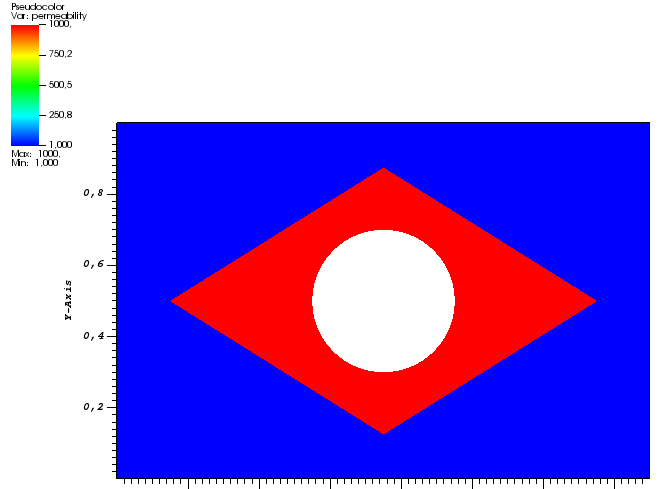 Pseudocolor
Var: permeability
1000,
750,2
500,5
250,8
1,000
Max: 1000,
Min: 1,000
0,8
0,6
Y-Axis
0,4
0,2